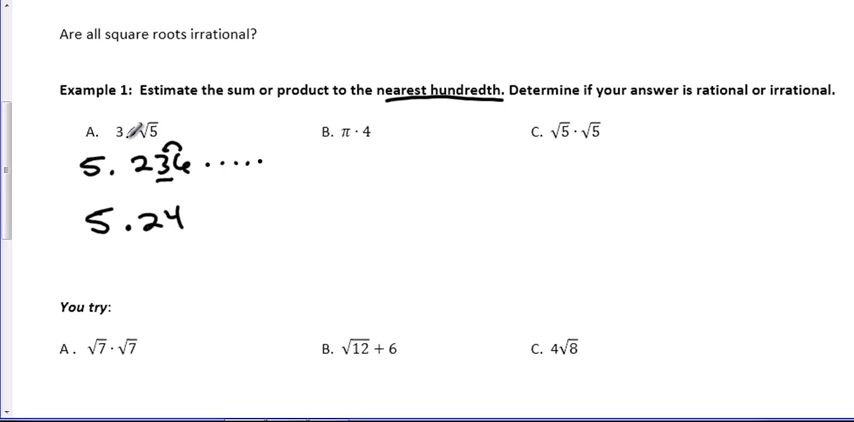 Are all square roots irrational?
Example 1: Estimate the sum or product to the nearest hundredth. Determine if your answer is rational or irrational.
A. 3 √5 B. π · 4 C. √5 · √5
5.236.....
5.24
You try:
A. √7 · √7 B. √12 + 6 C. 4√8